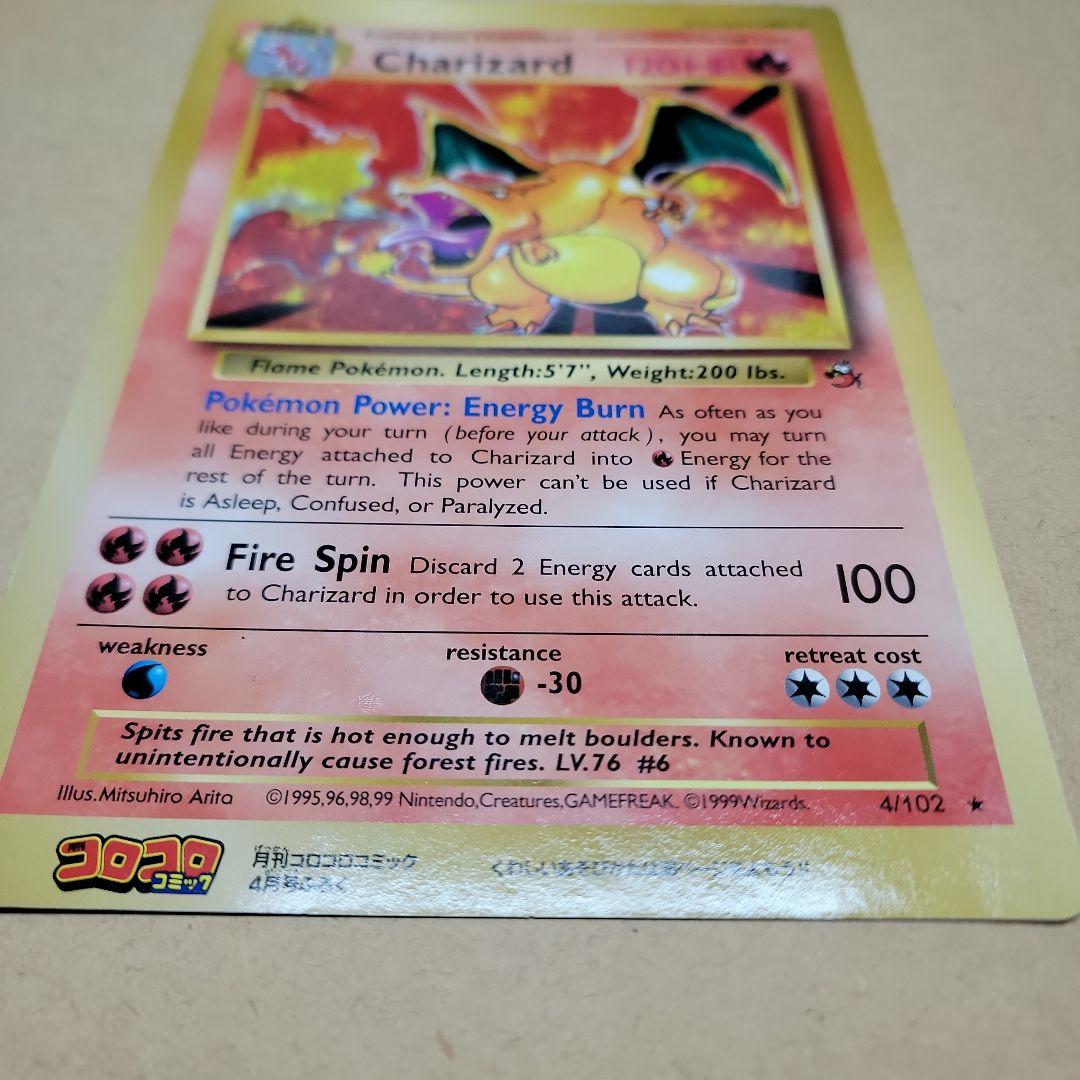 Charizard 120 HP
Flame Pokémon. Length:5'7", Weight:200 lbs.
Pokémon Power: Energy Burn As often as you
like during your turn (before your attack), you may turn
all Energy attached to Charizard into Energy for the
rest of the turn. This power can't be used if Charizard
is Asleep, Confused, or Paralyzed.
Fire Spin Discard 2 Energy cards attached
to Charizard in order to use this attack.
100
weakness
resistance
-30
retreat cost
Spits fire that is hot enough to melt boulders. Known to
unintentionally cause forest fires. LV.76 #6
Illus.Mitsuhiro Arita ©1995,96,98,99 Nintendo,Creatures,GAMEFREAK. ©1999Wizards. 4/102 ★
月刊コロコロコミック
月刊コロコロコミック
4月号ふろく